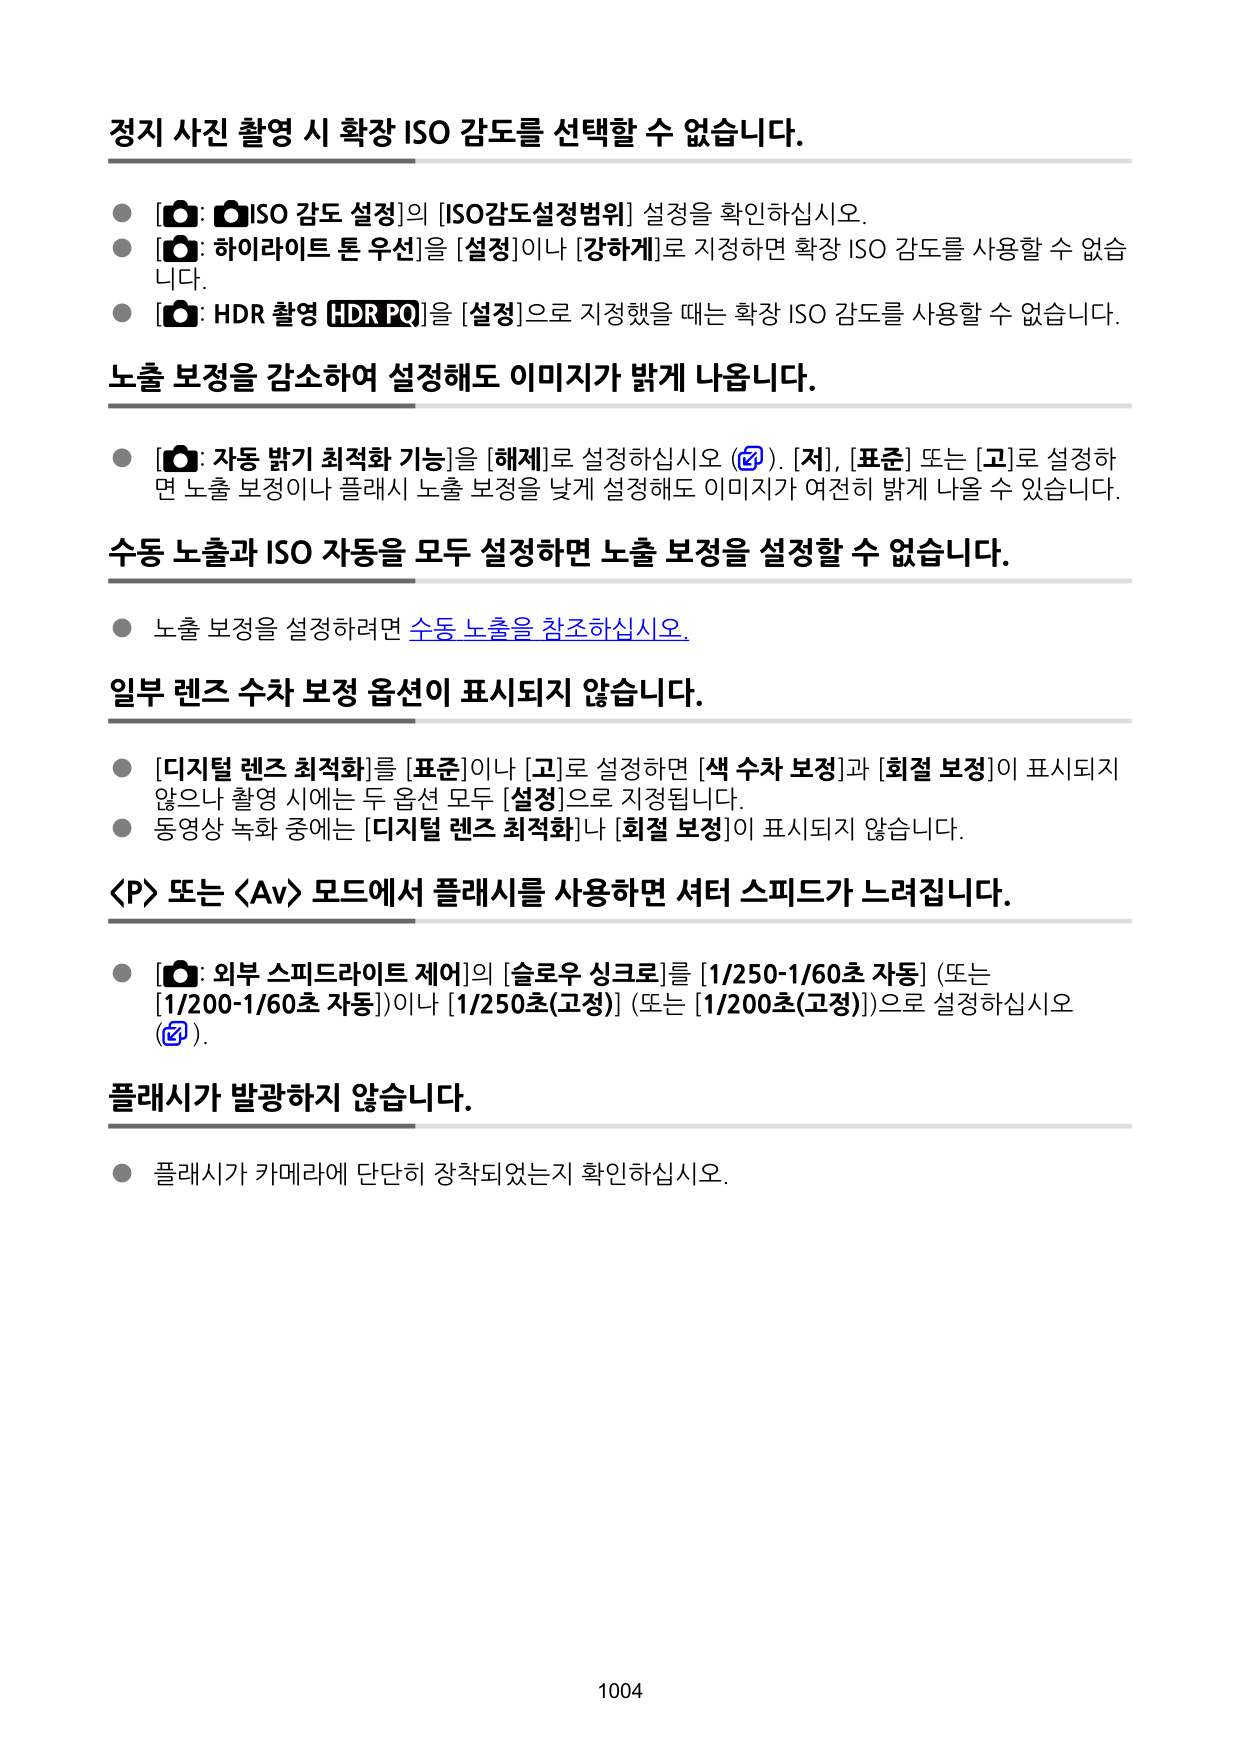 정지 사진 촬영 시 확장 ISO 감도를 선택할 수 없습니다.
● [: ISO 감도 설정]의 [ISO감도설정범위] 설정을 확인하십시오.
● [: 하이라이트 톤 우선]을 [설정]이나 [강하게]로 지정하면 확장 ISO 감도를 사용할 수 없습
니다.
● [: HDR 촬영 HDR PQ]을 [설정]으로 지정했을 때는 확장 ISO 감도를 사용할 수 없습니다.
노출 보정을 감소하여 설정해도 이미지가 밝게 나옵니다.
● [: 자동 밝기 최적화 기능]을 [해제]로 설정하십시오 ( ). [저], [표준] 또는 [고]로 설정하
면 노출 보정이나 플래시 노출 보정을 낮게 설정해도 이미지가 여전히 밝게 나올 수 있습니다.
수동 노출과 ISO 자동을 모두 설정하면 노출 보정을 설정할 수 없습니다.
● 노출 보정을 설정하려면 수동 노출을 참조하십시오.
일부 렌즈 수차 보정 옵션이 표시되지 않습니다.
● [디지털 렌즈 최적화]를 [표준]이나 [고]로 설정하면 [색 수차 보정]과 [회절 보정]이 표시되지
않으나 촬영 시에는 두 옵션 모두 [설정]으로 지정됩니다.
● 동영상 녹화 중에는 [디지털 렌즈 최적화]나 [회절 보정]이 표시되지 않습니다.
<P> 또는 <Av> 모드에서 플래시를 사용하면 셔터 스피드가 느려집니다.
● [: 외부 스피드라이트 제어]의 [슬로우 싱크로]를 [1/250-1/60초 자동] (또는
[1/200-1/60초 자동])이나 [1/250초(고정)] (또는 [1/200초(고정)])으로 설정하십시오
( ).
플래시가 발광하지 않습니다.
● 플래시가 카메라에 단단히 장착되었는지 확인하십시오.
1004